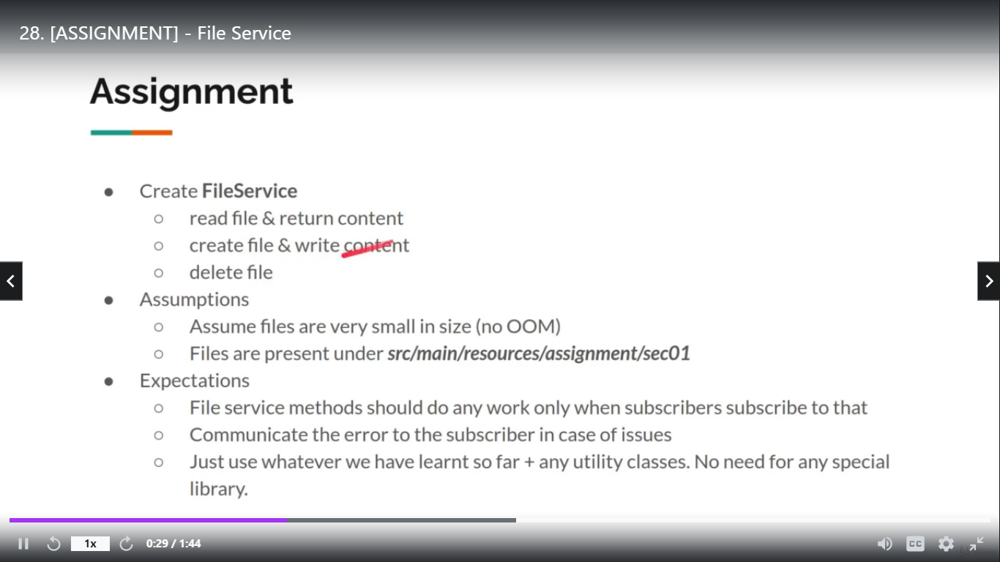 28. [ASSIGNMENT] - File Service
Assignment
● Create FileService
○ read file & return content
○ create file & write content
○ delete file
● Assumptions
○ Assume files are very small in size (no OOM)
○ Files are present under src/main/resources/assignment/sec01
● Expectations
○ File service methods should do any work only when subscribers subscribe to that
○ Communicate the error to the subscriber in case of issues
○ Just use whatever we have learnt so far + any utility classes. No need for any special
library.
1x
0:29 / 1:44
CC